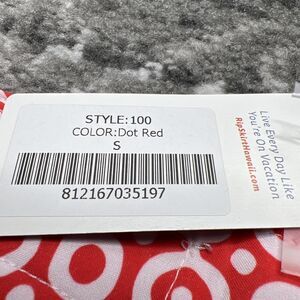 STYLE:100
COLOR:Dot Red
S
812167035197
Live Every Day Like
You're On Vacation
RipSkirtHawaii.com